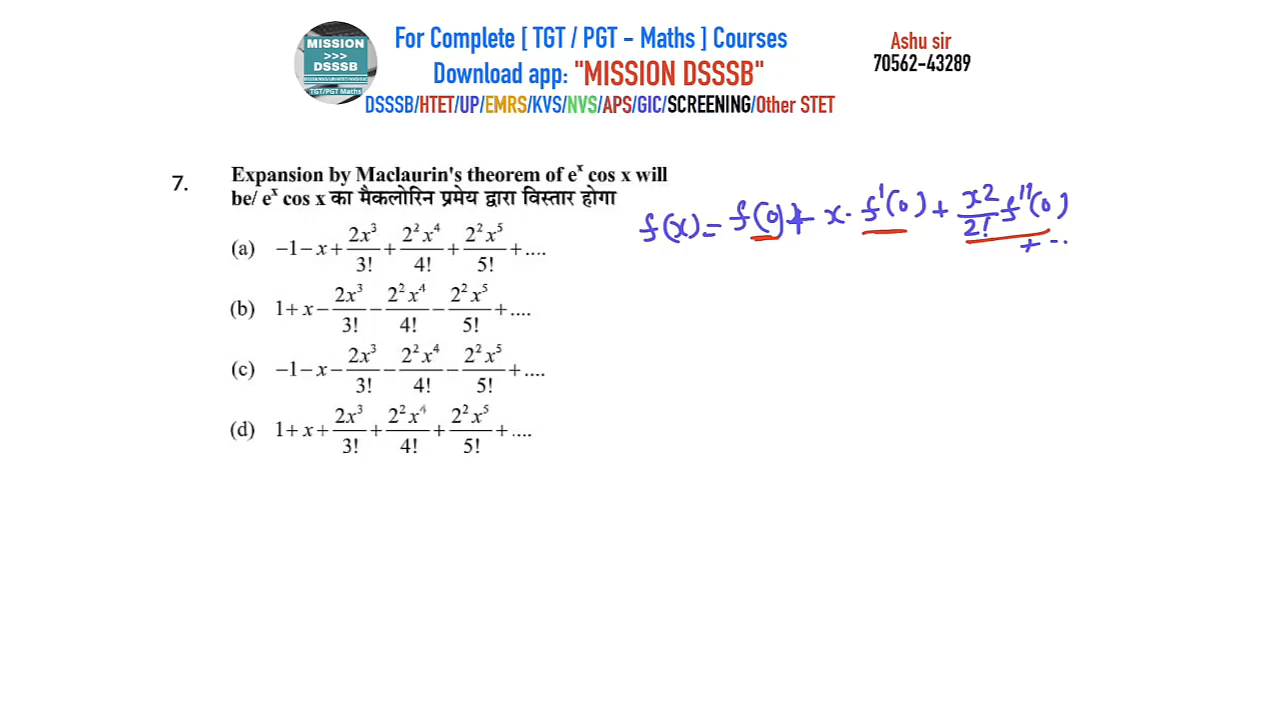 MISSION
>>>
DSSSB
TGT/PGT Maths
For Complete [ TGT / PGT - Maths ] Courses
Download app: "MISSION DSSSB"
DSSSB/HTET/UP/EMRS/KVS/NVS/APS/GIC/SCREENING/Other STET
Ashu sir
70562-43289
7. Expansion by Maclaurin's theorem of eˣ cos x will
be/ eˣ cos x का मैकलोरिन प्रमेय द्वारा विस्तार होगा
(a) −1−x+2x³/3!+2²x⁴/4!+2²x⁵/5!+....
(b) 1+x−2x³/3!−2²x⁴/4!−2²x⁵/5!+....
(c) −1−x−2x³/3!−2²x⁴/4!−2²x⁵/5!+....
(d) 1+x+2x³/3!+2²x⁴/4!+2²x⁵/5!+....
f(x)= f(0)+ x. f'(0) + x²/2! f''(0)
+ ...